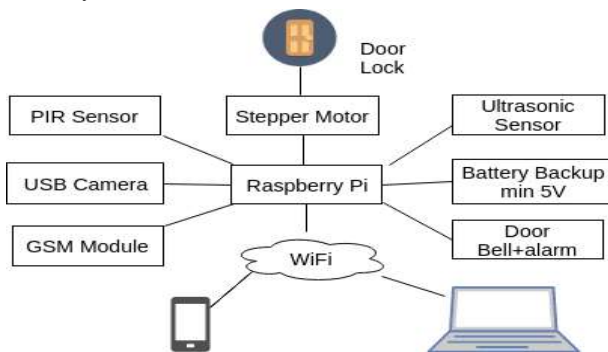 Door
Lock
PIR Sensor
Stepper Motor
Ultrasonic
Sensor
USB Camera
Raspberry Pi
Battery Backup
min 5V
GSM Module
WiFi
Door
Bell+alarm